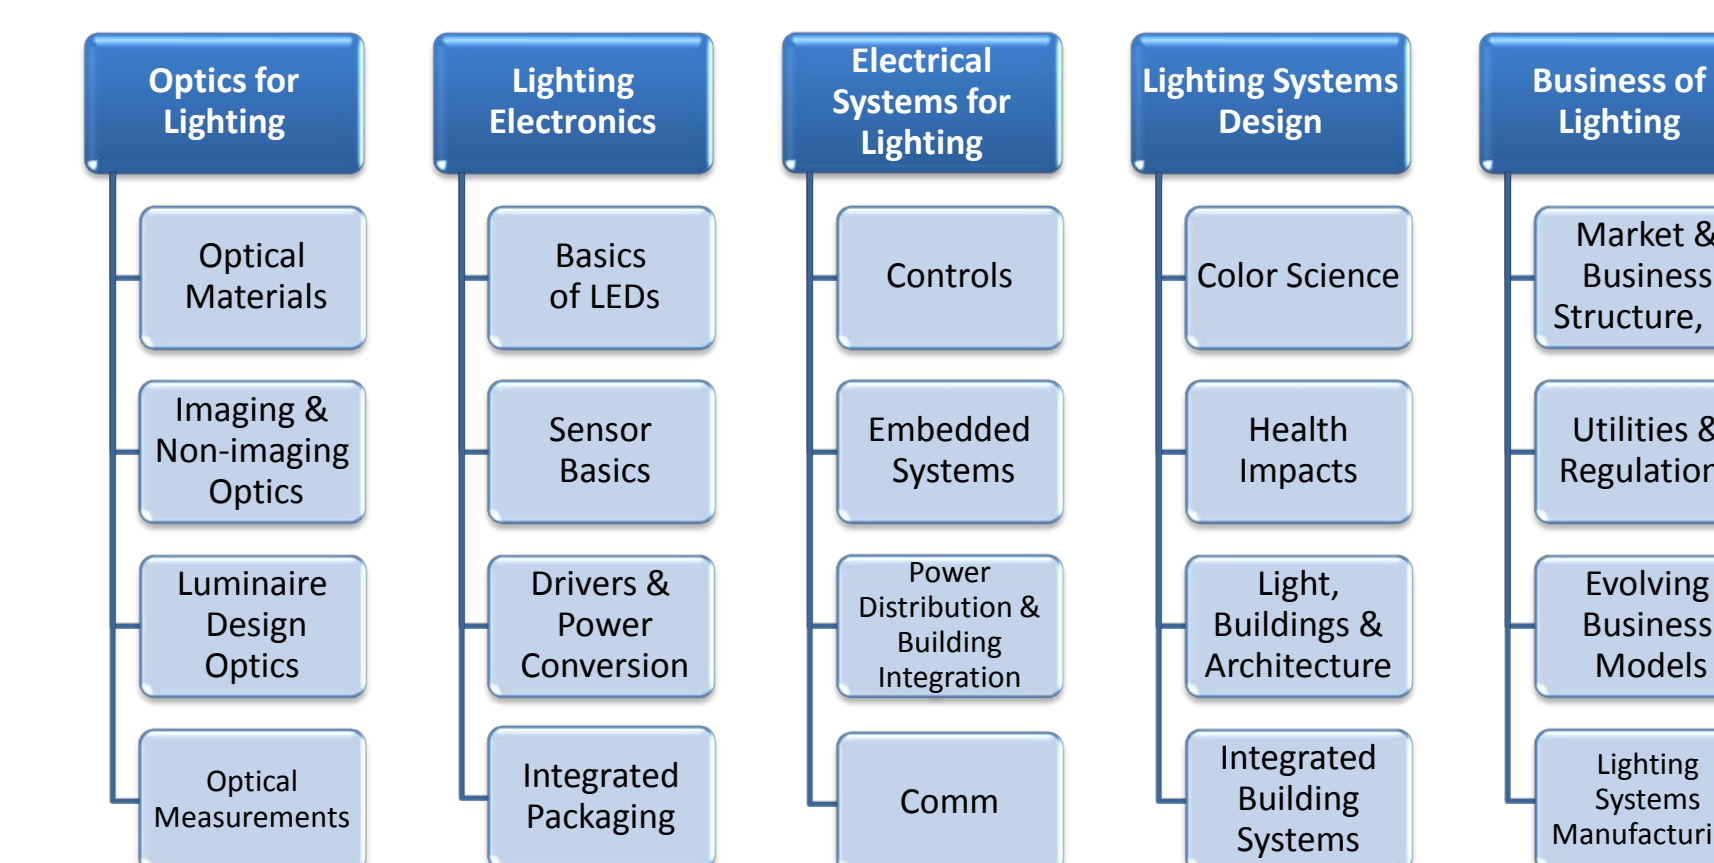 Optics for
Lighting
Optical
Materials
Imaging &
Non-imaging
Optics
Luminaire
Design
Optics
Optical
Measurements
Lighting
Electronics
Basics
of LEDs
Sensor
Basics
Drivers &
Power
Conversion
Integrated
Packaging
Electrical
Systems for
Lighting
Controls
Embedded
Systems
Power
Distribution &
Building
Integration
Comm
Lighting Systems
Design
Color Science
Health
Impacts
Light,
Buildings &
Architecture
Integrated
Building
Systems
Business of
Lighting
Market &
Business
Structure,
Utilities &
Regulation
Evolving
Business
Models
Lighting
Systems